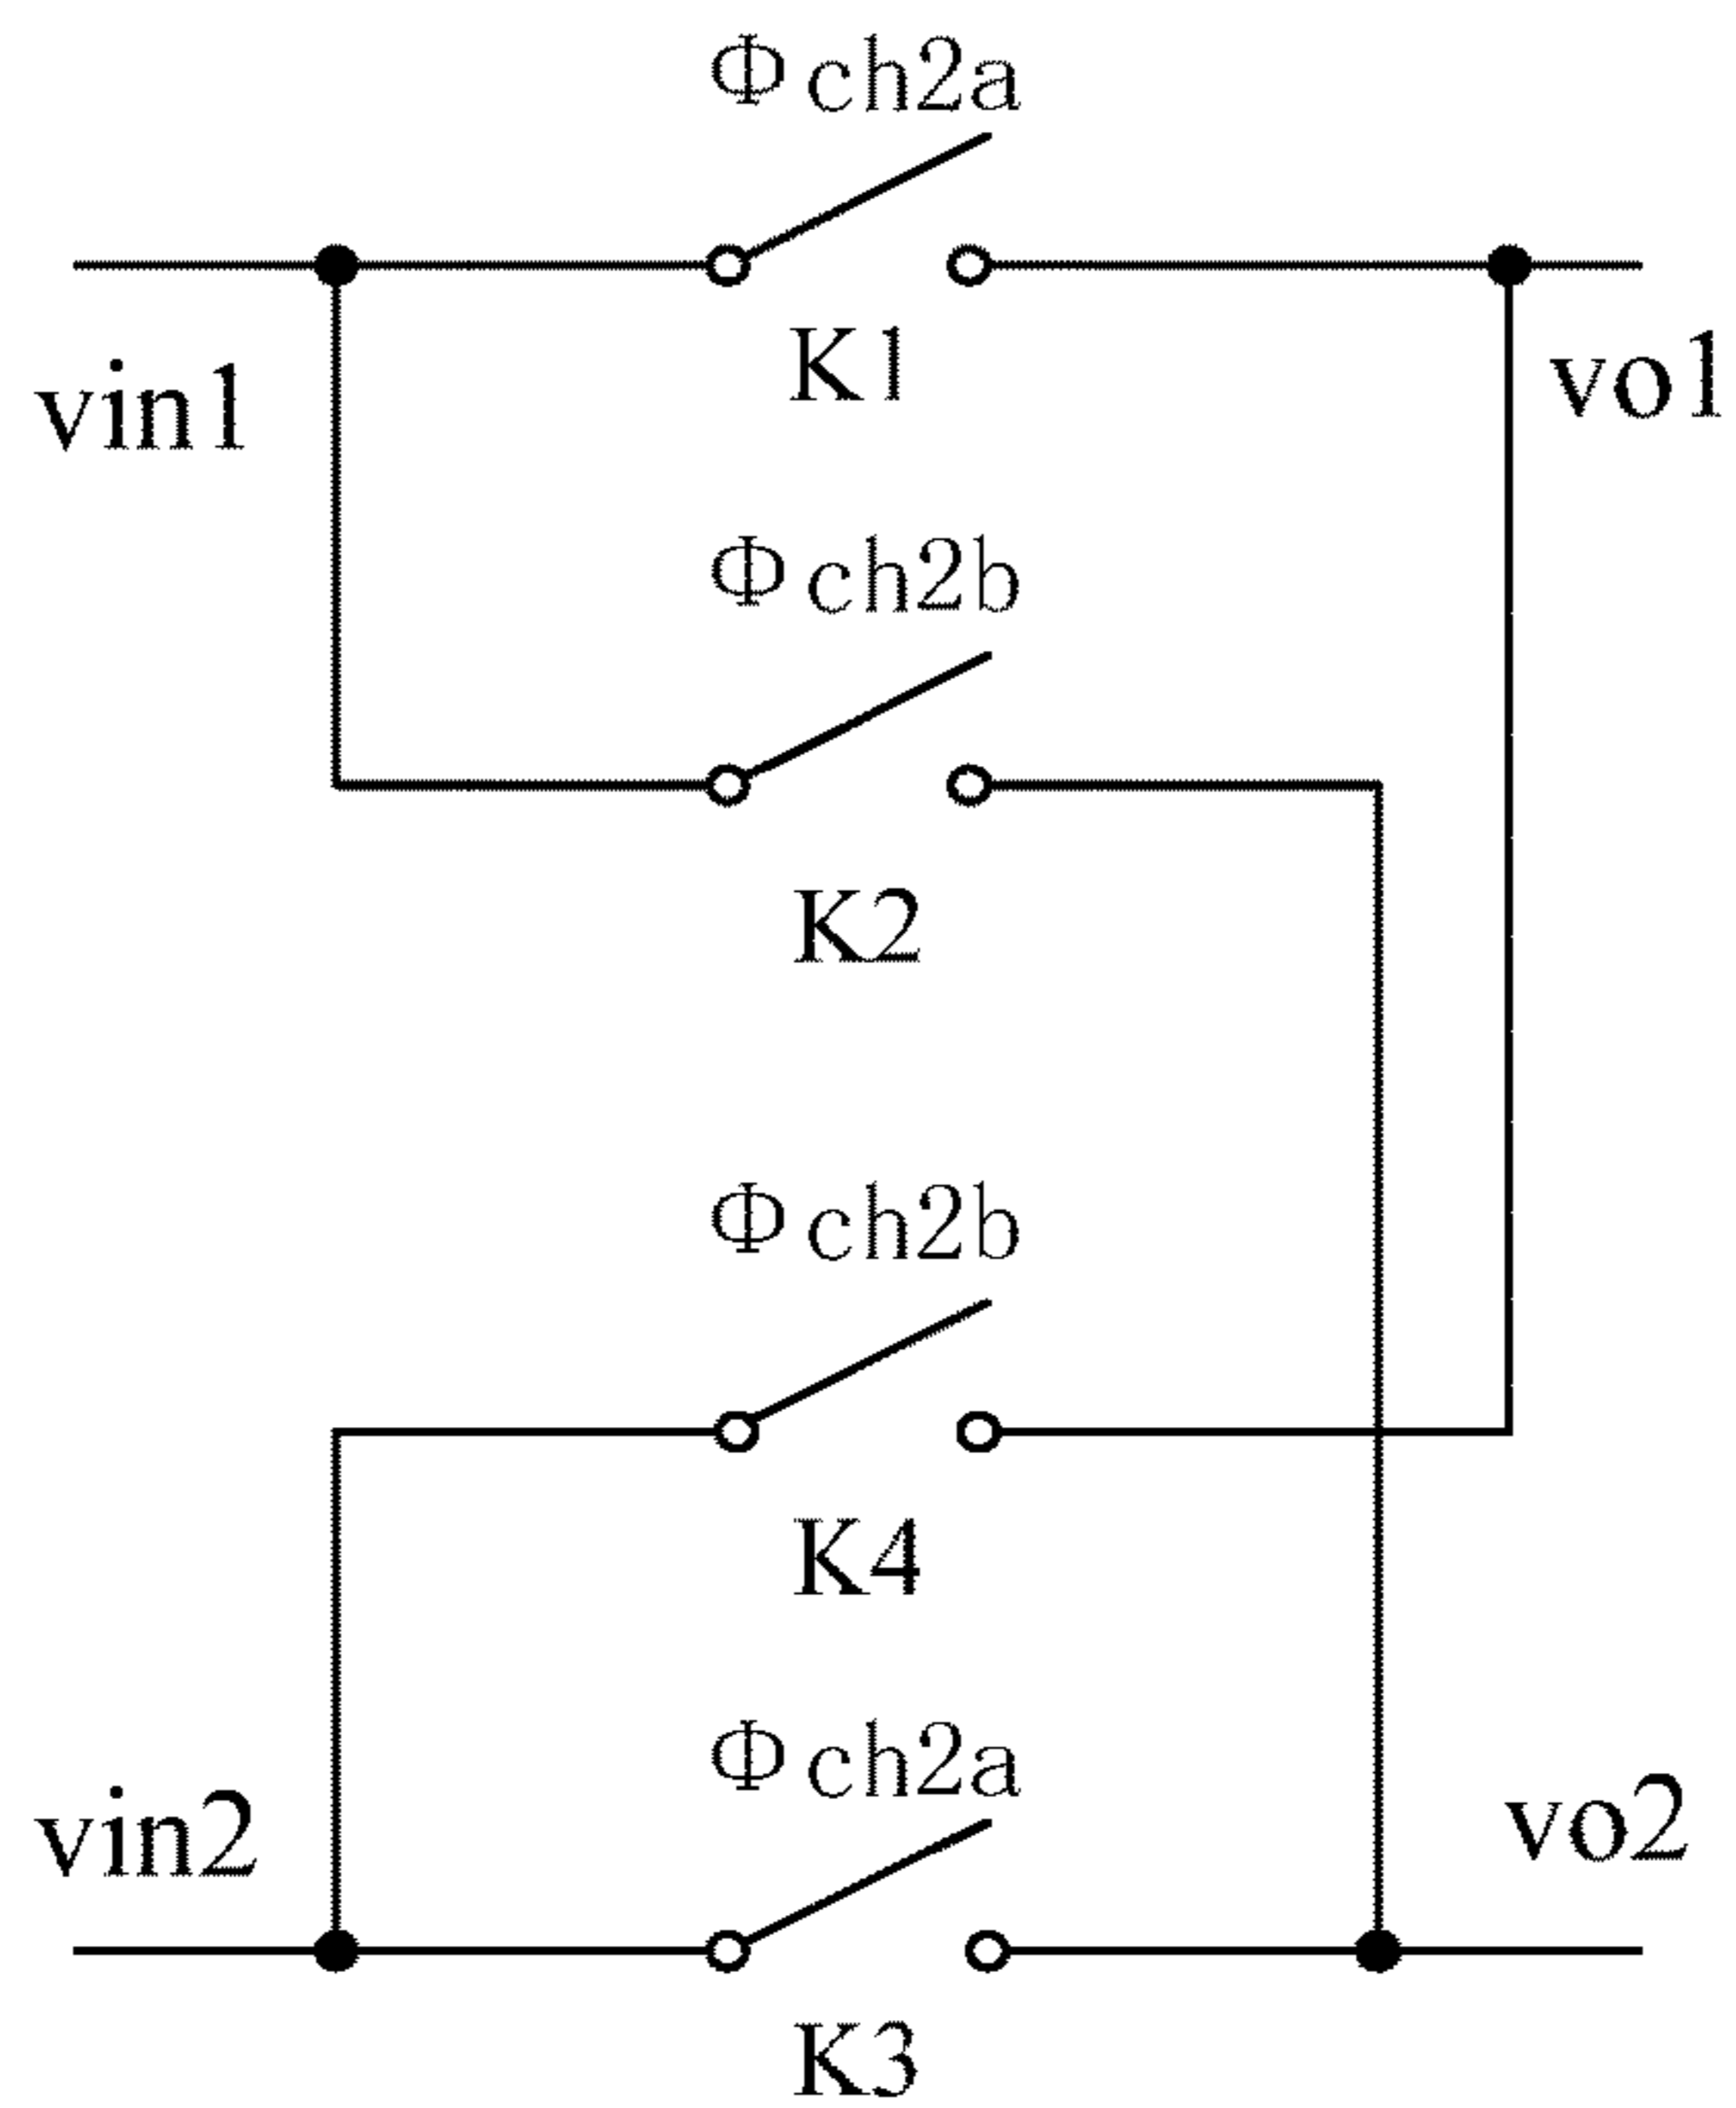 Φch2a
K1
vin1
vo1
Φch2b
K2
Φch2b
K4
Φch2a
vin2
vo2
K3